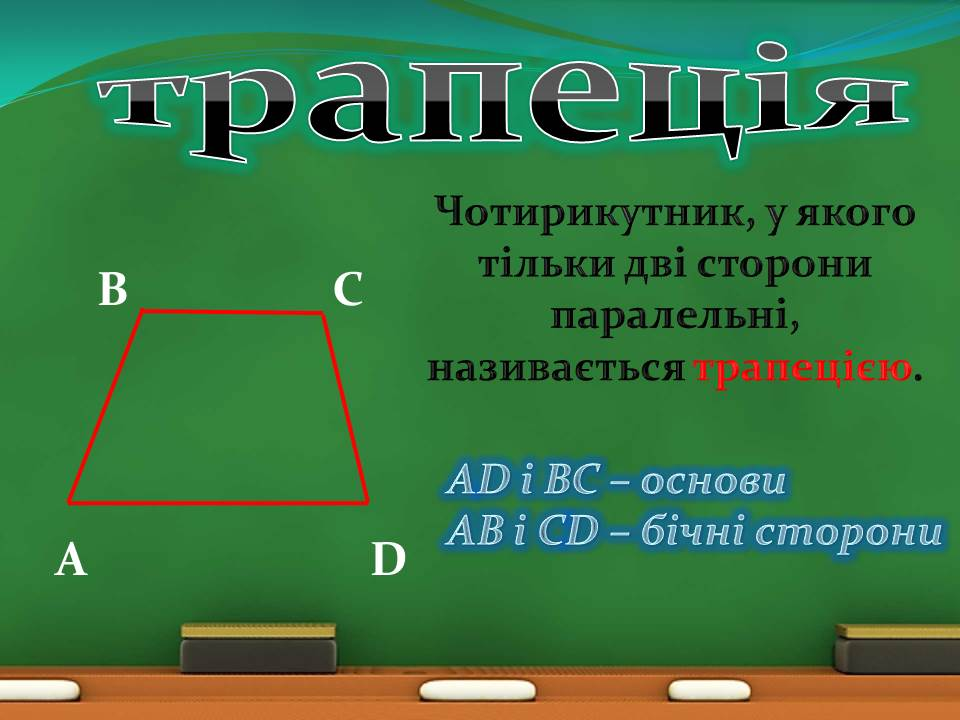 трапеція
Чотирикутник, у якого
тільки дві сторони
паралельні,
називається трапецією.
B
C
AD і BC – основи
AB і CD – бічні сторони
A
D